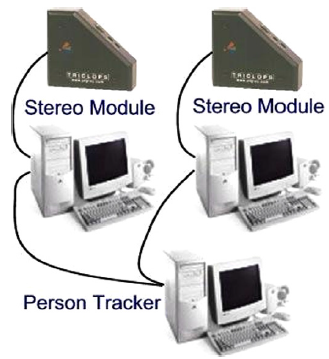 TRICLOPS
TRICLOPS
Stereo Module
Stereo Module
Person Tracker